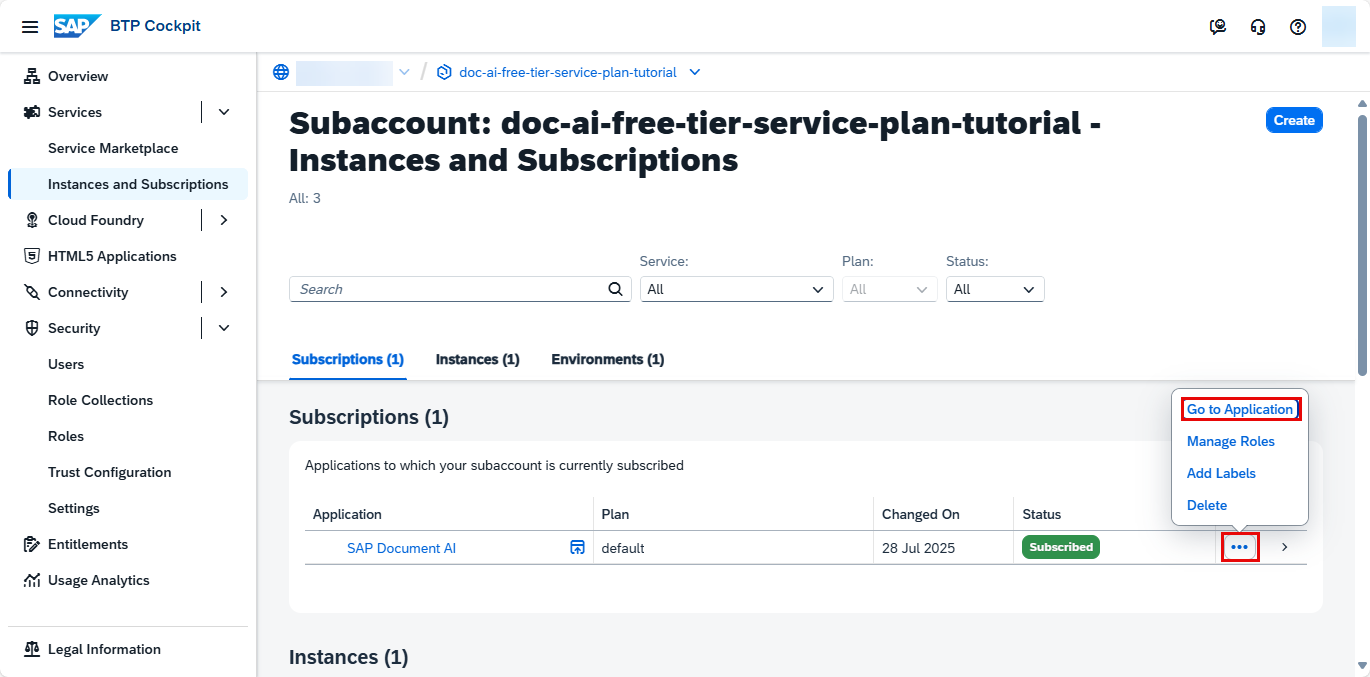 SAP BTP Cockpit
Overview
Services
Service Marketplace
Instances and Subscriptions
Cloud Foundry
HTML5 Applications
Connectivity
Security
Users
Role Collections
Roles
Trust Configuration
Settings
Entitlements
Usage Analytics
Legal Information
/ doc-ai-free-tier-service-plan-tutorial
Subaccount: doc-ai-free-tier-service-plan-tutorial -
Instances and Subscriptions
Create
All: 3
Service: Plan: Status:
Search All All All
Subscriptions (1) Instances (1) Environments (1)
Subscriptions (1)
Go to Application
Manage Roles
Add Labels
Delete
Applications to which your subaccount is currently subscribed
Application Plan Changed On Status
SAP Document AI default 28 Jul 2025 Subscribed
Instances (1)